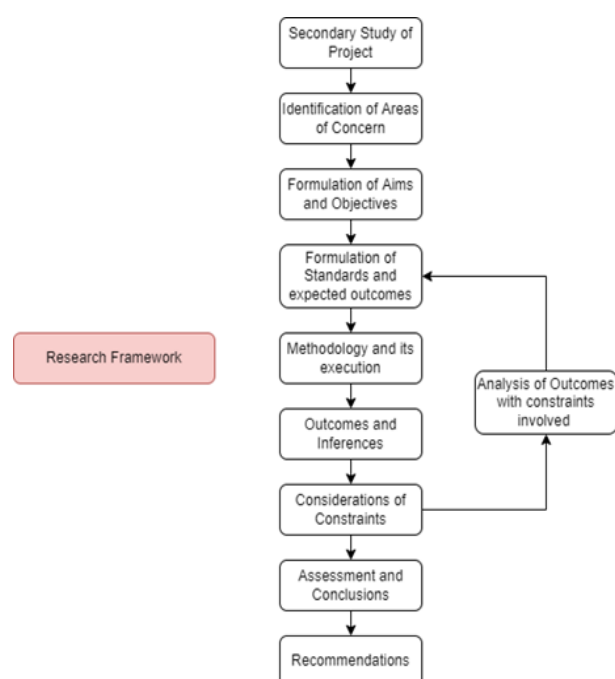 Secondary Study of
Project
Identification of Areas
of Concern
Formulation of Aims
and Objectives
Formulation of
Standards and
expected outcomes
Research Framework
Methodology and its
execution
Analysis of Outcomes
with constraints
involved
Outcomes and
Inferences
Considerations of
Constraints
Assessment and
Conclusions
Recommendations